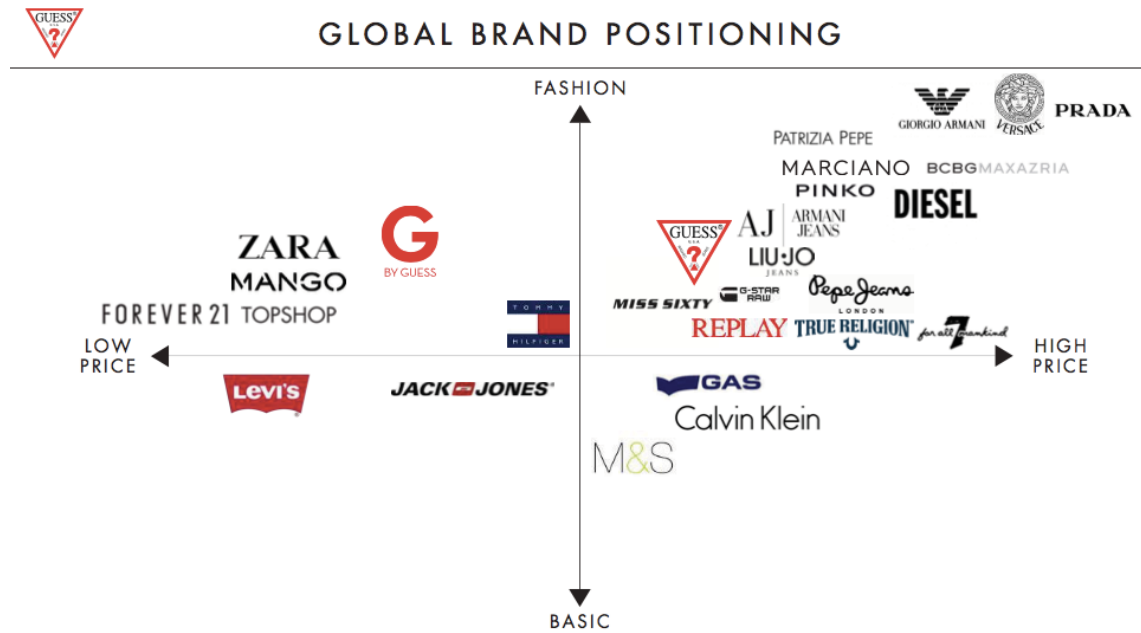 GUESS
U.S.A.
?
GLOBAL BRAND POSITIONING
FASHION
GIORGIO ARMANI
VERSACE
PRADA
PATRIZIA PEPE
MARCIANO
BCBGMAXAZRIA
PINKO
DIESEL
G
BY GUESS
GUESS
U.S.A.
?
AJ
ARMANI
JEANS
ZARA
LIU·JO
JEANS
MANGO
MISS SIXTY
G-STAR
RAW
Pepe Jeans
LONDON
FOREVER 21
TOPSHOP
TOMMY
HILFIGER
REPLAY
TRUE RELIGION
for all 7 mankind
LOW
PRICE
HIGH
PRICE
LEVI'S
JACK JONES
GAS
Calvin Klein
M&S
BASIC